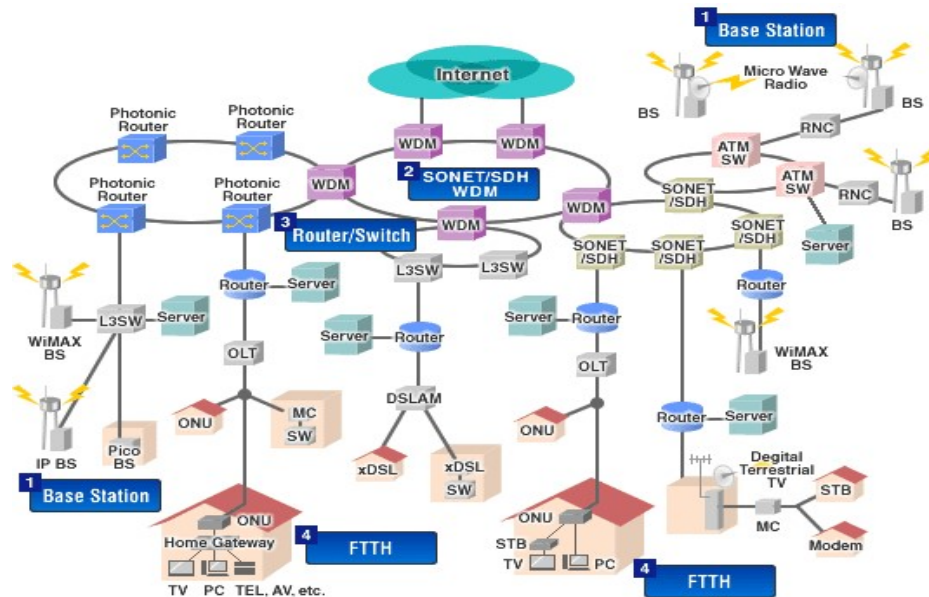 1
Base Station
Internet
Micro Wave
Radio
BS
BS
Photonic
Router
Photonic
Router
RNC
WDM
WDM
ATM
SW
2
SONET/SDH
WDM
ATM
SW
RNC
BS
Photonic
Router
Photonic
Router
WDM
WDM
SONET
/SDH
3
Router/Switch
WDM
SONET
/SDH
SONET
/SDH
SONET
/SDH
Server
L3SW
L3SW
Router
Server
Router
WiMAX
BS
L3SW
Server
Server
Router
Server
Router
WiMAX
BS
OLT
OLT
IP BS
Pico
BS
ONU
MC
SW
DSLAM
ONU
Router
Server
xDSL
xDSL
SW
Degital
Terrestrial
TV
STB
MC
Modem
1
Base Station
ONU
Home Gateway
TV
PC
TEL, AV, etc.
4
FTTH
ONU
STB
TV
PC
4
FTTH